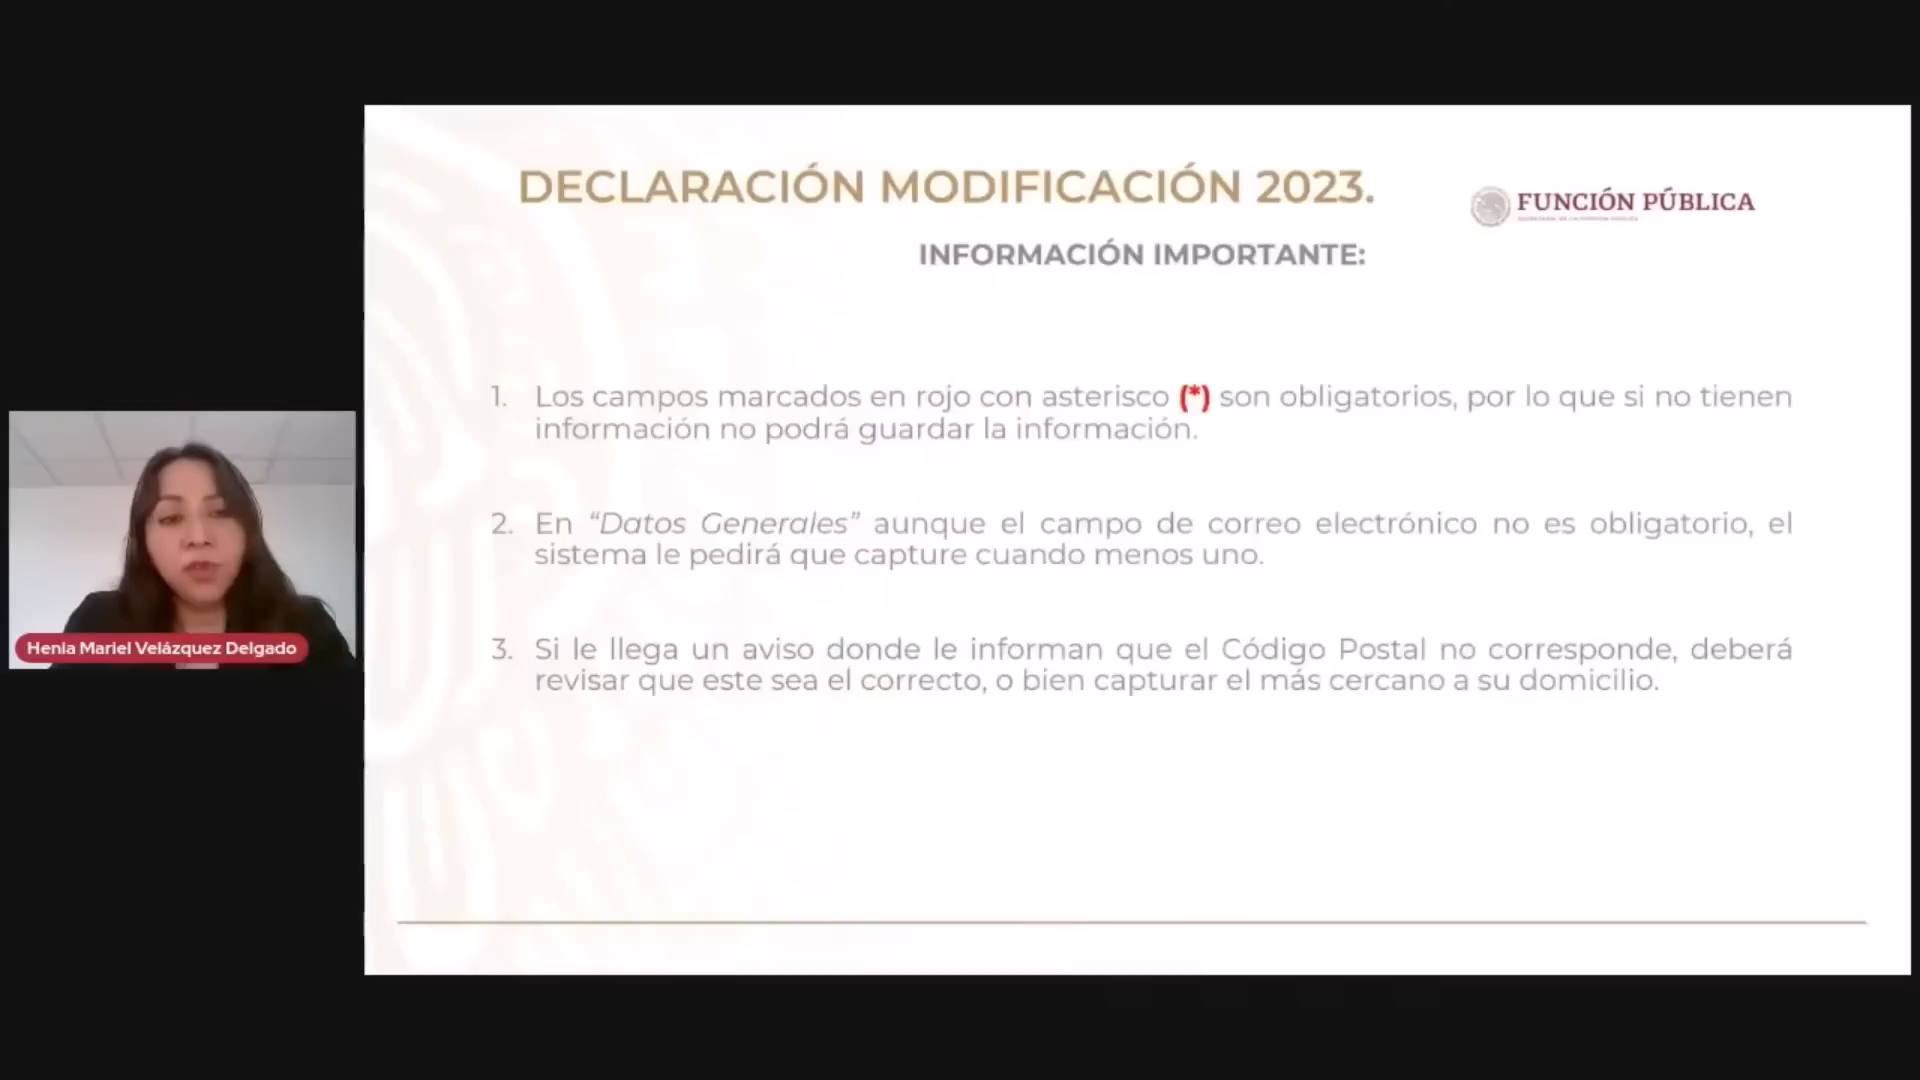 DECLARACIÓN MODIFICACIÓN 2023.
FUNCIÓN PÚBLICA
INFORMACIÓN IMPORTANTE:
1. Los campos marcados en rojo con asterisco (*) son obligatorios, por lo que si no tienen
información no podrá guardar la información.
2. En “Datos Generales” aunque el campo de correo electrónico no es obligatorio, el
sistema le pedirá que capture cuando menos uno.
3. Si le llega un aviso donde le informan que el Código Postal no corresponde, deberá
revisar que este sea el correcto, o bien capturar el más cercano a su domicilio.
Henia Mariel Velázquez Delgado